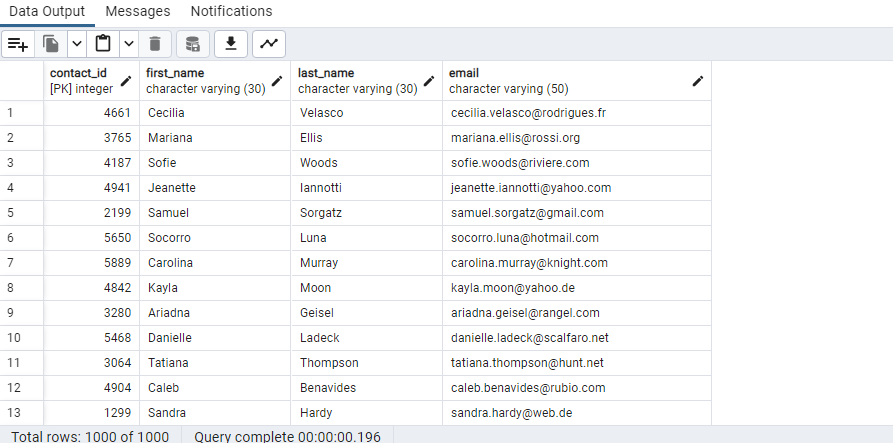 Data Output Messages Notifications
contact_id first_name last_name email
[PK] integer character varying (30) character varying (30) character varying (50)
1 4661 Cecilia Velasco cecilia.velasco@rodrigues.fr
2 3765 Mariana Ellis mariana.ellis@rossi.org
3 4187 Sofie Woods sofie.woods@riviere.com
4 4941 Jeanette Iannotti jeanette.iannotti@yahoo.com
5 2199 Samuel Sorgatz samuel.sorgatz@gmail.com
6 5650 Socorro Luna socorro.luna@hotmail.com
7 5889 Carolina Murray carolina.murray@knight.com
8 4842 Kayla Moon kayla.moon@yahoo.de
9 3280 Ariadna Geisel ariadna.geisel@rangel.com
10 5468 Danielle Ladeck danielle.ladeck@scalfaro.net
11 3064 Tatiana Thompson tatiana.thompson@hunt.net
12 4904 Caleb Benavides caleb.benavides@rubio.com
13 1299 Sandra Hardy sandra.hardy@web.de
Total rows: 1000 of 1000 Query complete 00:00:00.196